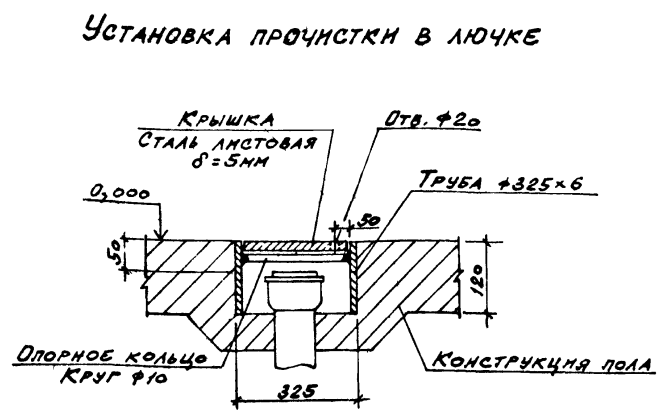 Установка прочистки в лючке
Крышка
Сталь листовая
δ = 5мм
Отв. ф20
Труба ф325×6
0,000
50
50
120
Опорное кольцо
Круг ф10
325
Конструкция пола